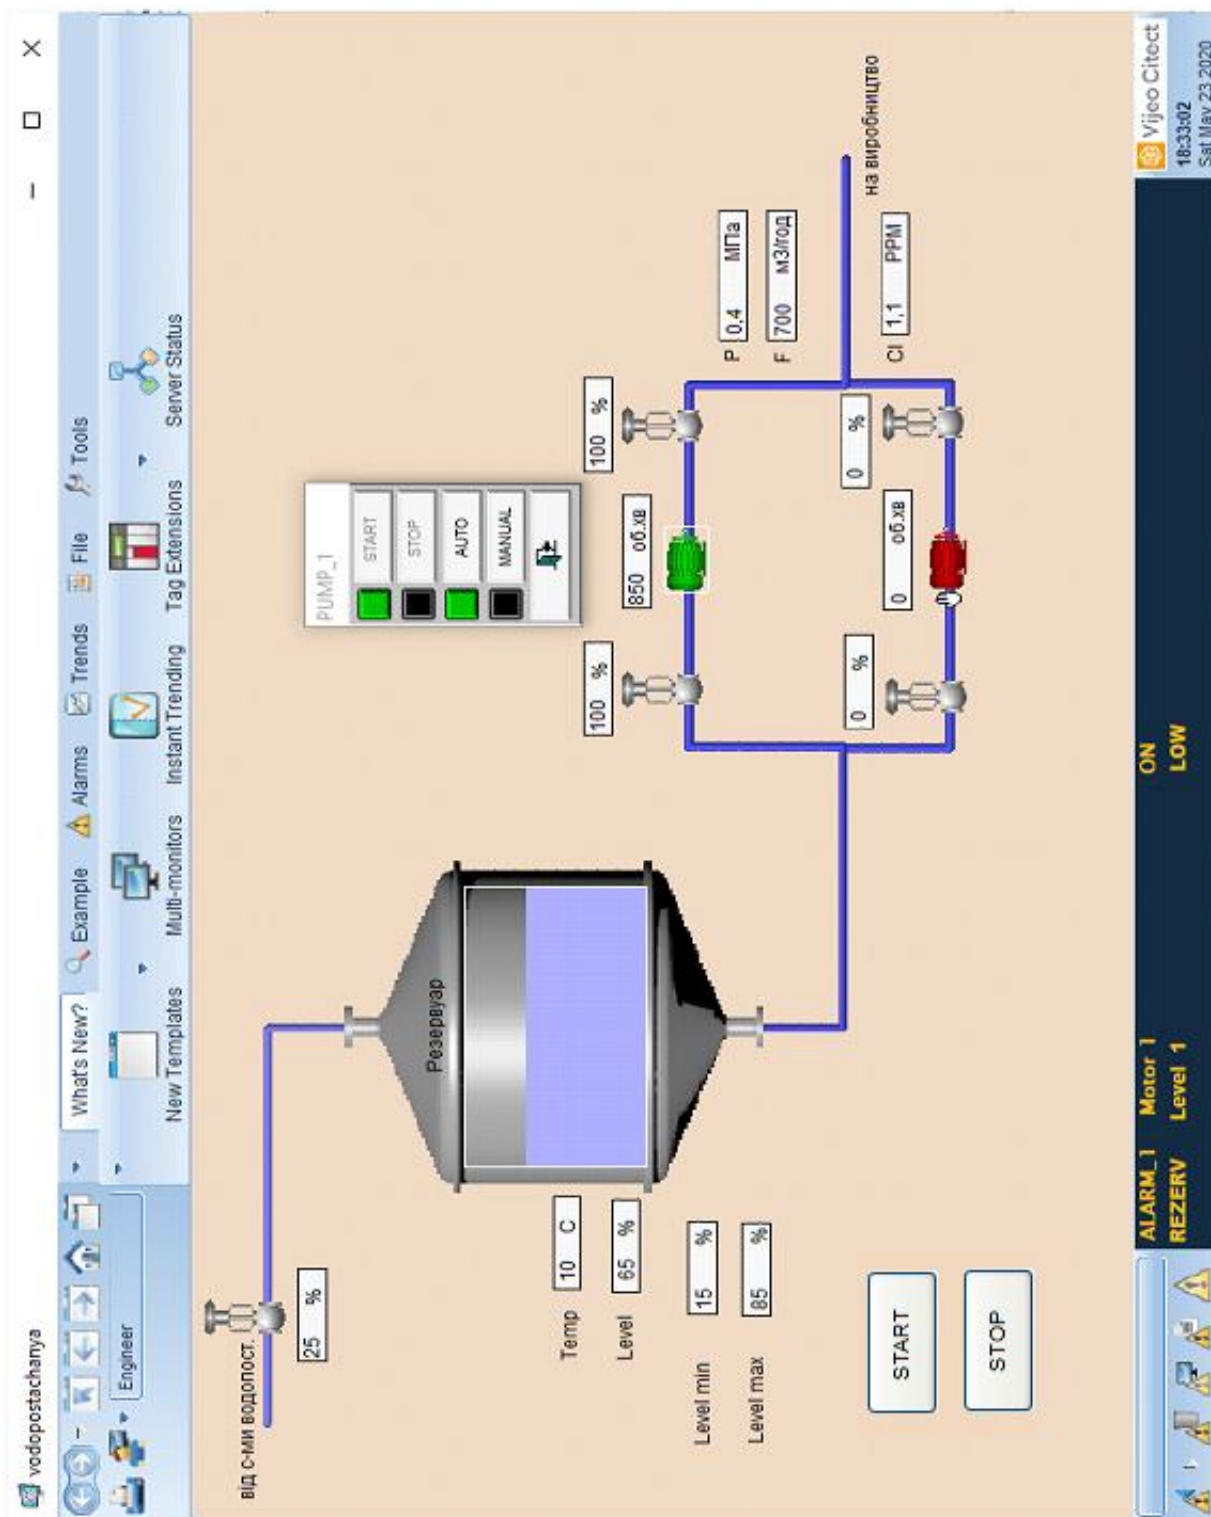 vodopostachanya
What's New?
Example
Alarms
Trends
File
Tools
Engineer
New Templates
Multi-monitors
Instant Trending
Tag Extensions
Server Status
від с-ми водопост.
25 %
Резервуар
Temp 10 C
Level 65 %
Level min 15 %
Level max 85 %
START
STOP
PUMP_1
START
STOP
AUTO
MANUAL
100 %
850 об.хв
100 %
0 %
0 об.хв
0 %
P 0,4 МПа
F 700 м3/год
Cl 1,1 PPM
на виробництво
ALARM_1 Motor 1 ON
REZERV Level 1 LOW
Vijeo Citect
18:33:02
Sat May 23 2020